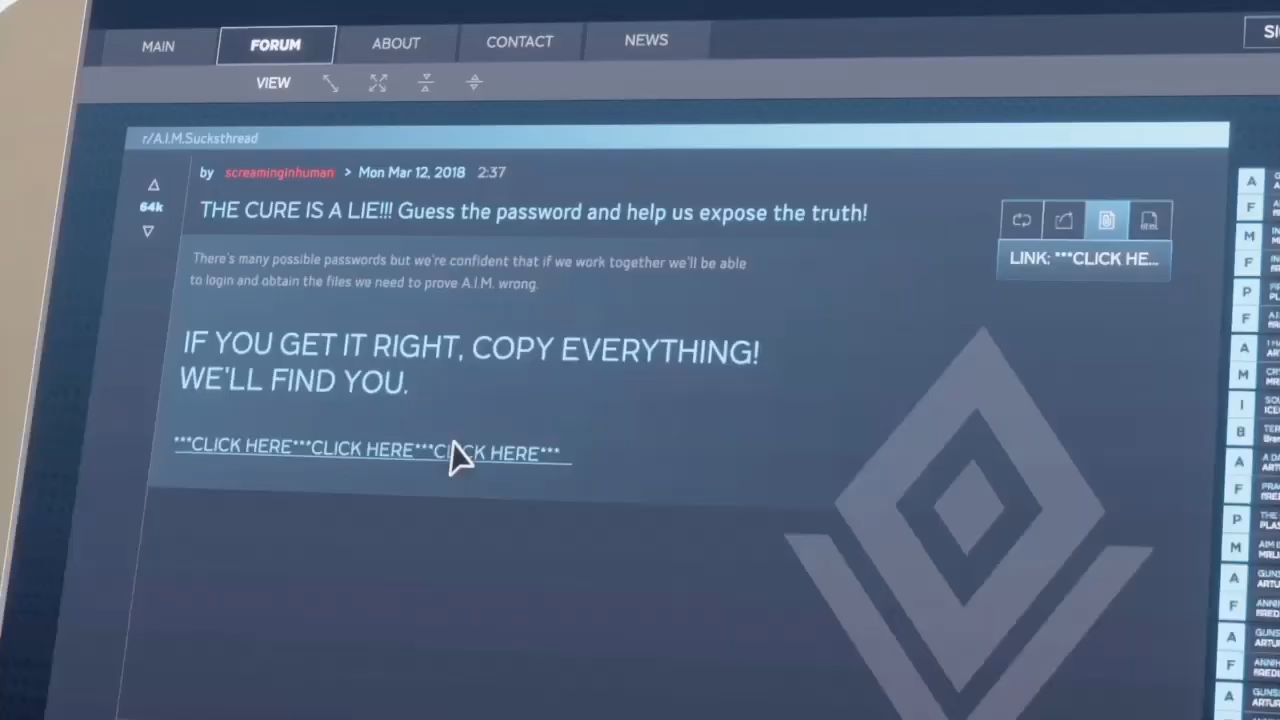 MAIN
FORUM
ABOUT
CONTACT
NEWS
VIEW
r/A.I.M.Sucksthread
by screaminginhuman > Mon Mar 12, 2018 2:37
64k
THE CURE IS A LIE!!! Guess the password and help us expose the truth!
LINK: ***CLICK HE...
There's many possible passwords but we're confident that if we work together we'll be able
to login and obtain the files we need to prove A.I.M. wrong.
IF YOU GET IT RIGHT, COPY EVERYTHING!
WE'LL FIND YOU.
***CLICK HERE***CLICK HERE***CLICK HERE***
A
F
M
F
P
F
A
M
I
B
A
F
P
M
A
F
A
F
A